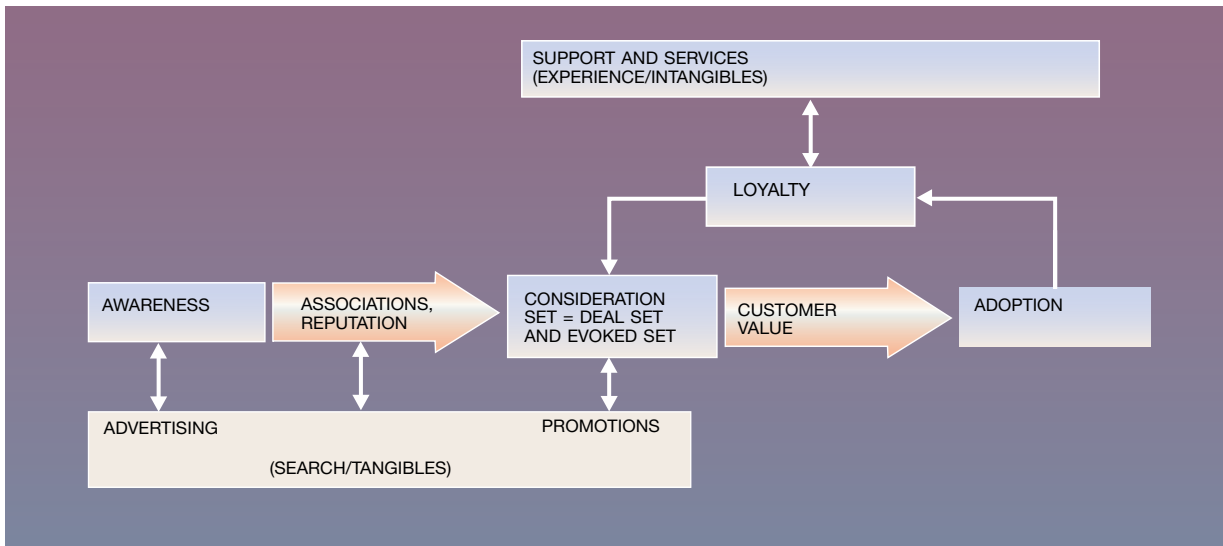 SUPPORT AND SERVICES
(EXPERIENCE/INTANGIBLES)
LOYALTY
AWARENESS
ASSOCIATIONS,
REPUTATION
CONSIDERATION
SET = DEAL SET
AND EVOKED SET
CUSTOMER
VALUE
ADOPTION
ADVERTISING
PROMOTIONS
(SEARCH/TANGIBLES)